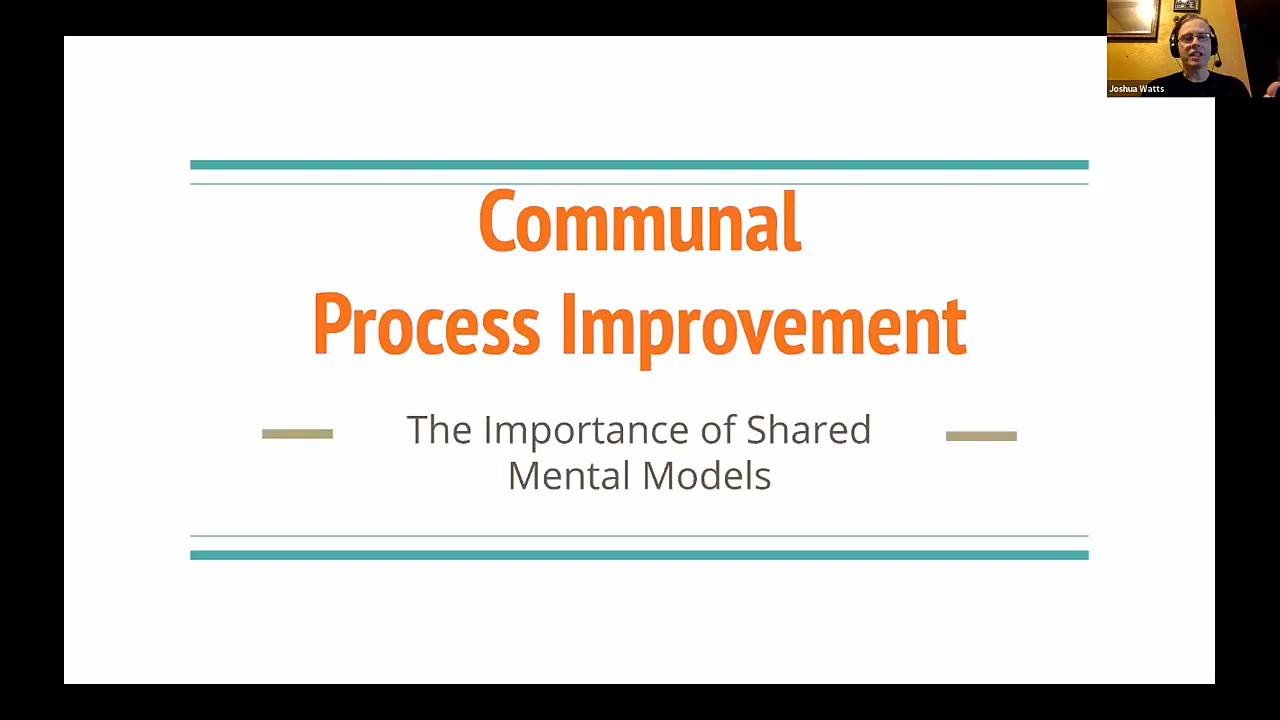 Joshua Watts
Communal
Process Improvement
The Importance of Shared
Mental Models